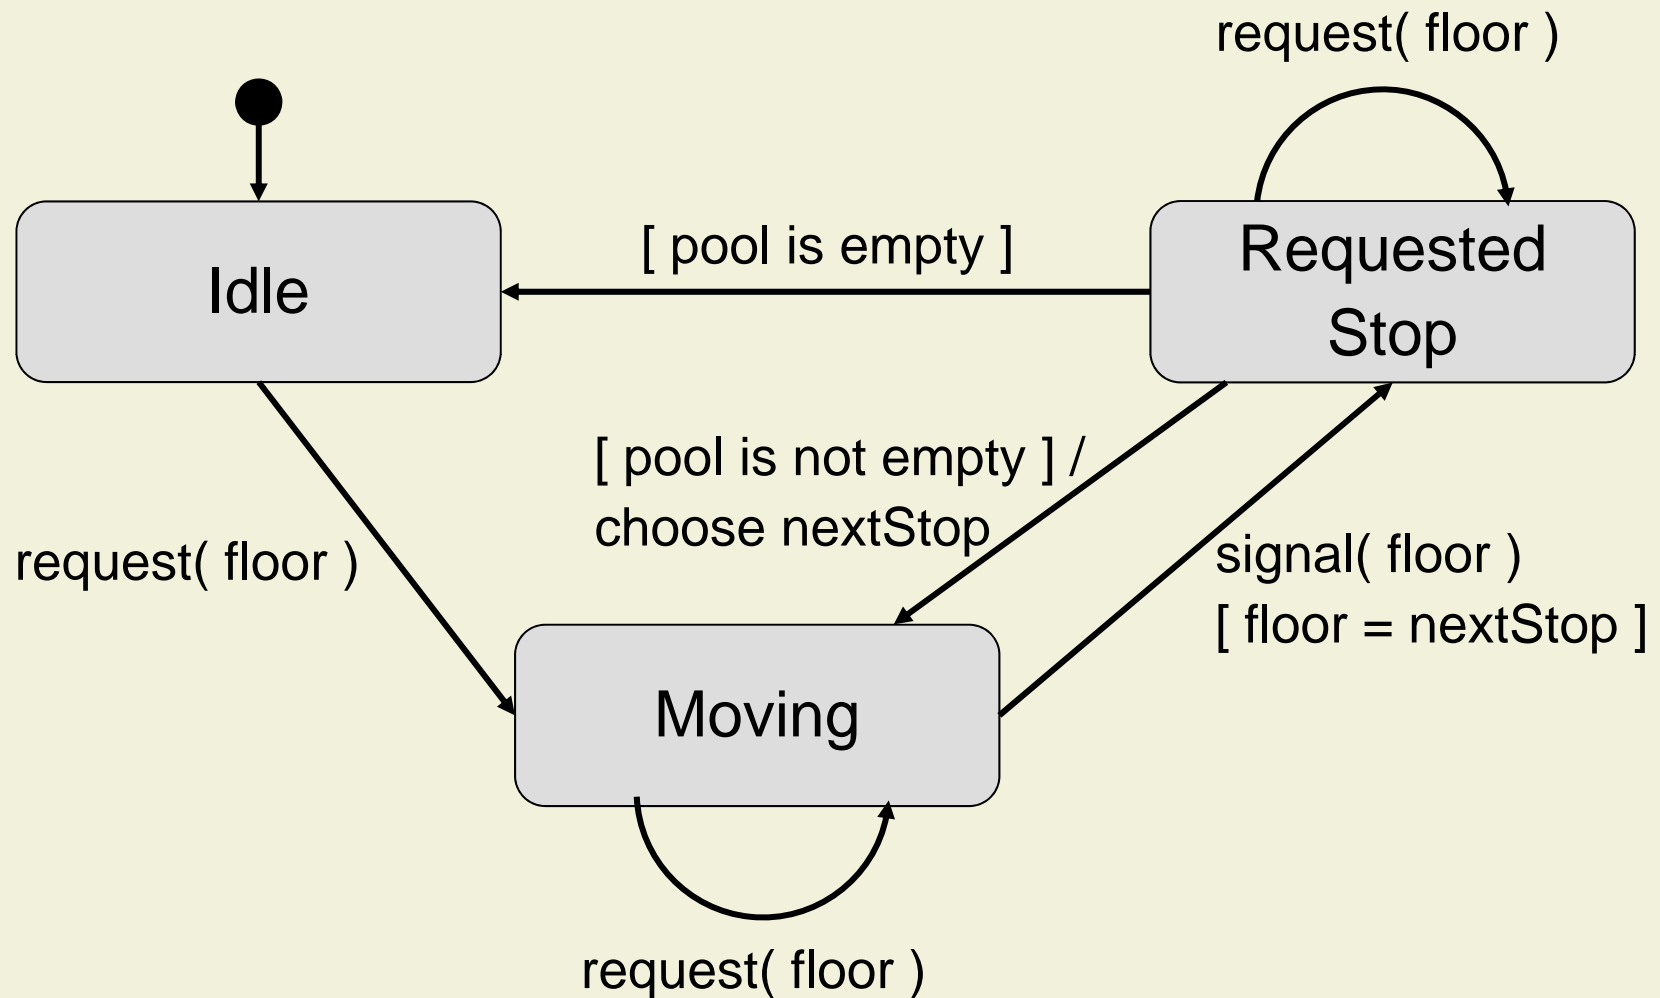 request( floor )
[ pool is empty ]
Idle
Requested
Stop
[ pool is not empty ] /
choose nextStop
request( floor )
signal( floor )
[ floor = nextStop ]
Moving
request( floor )